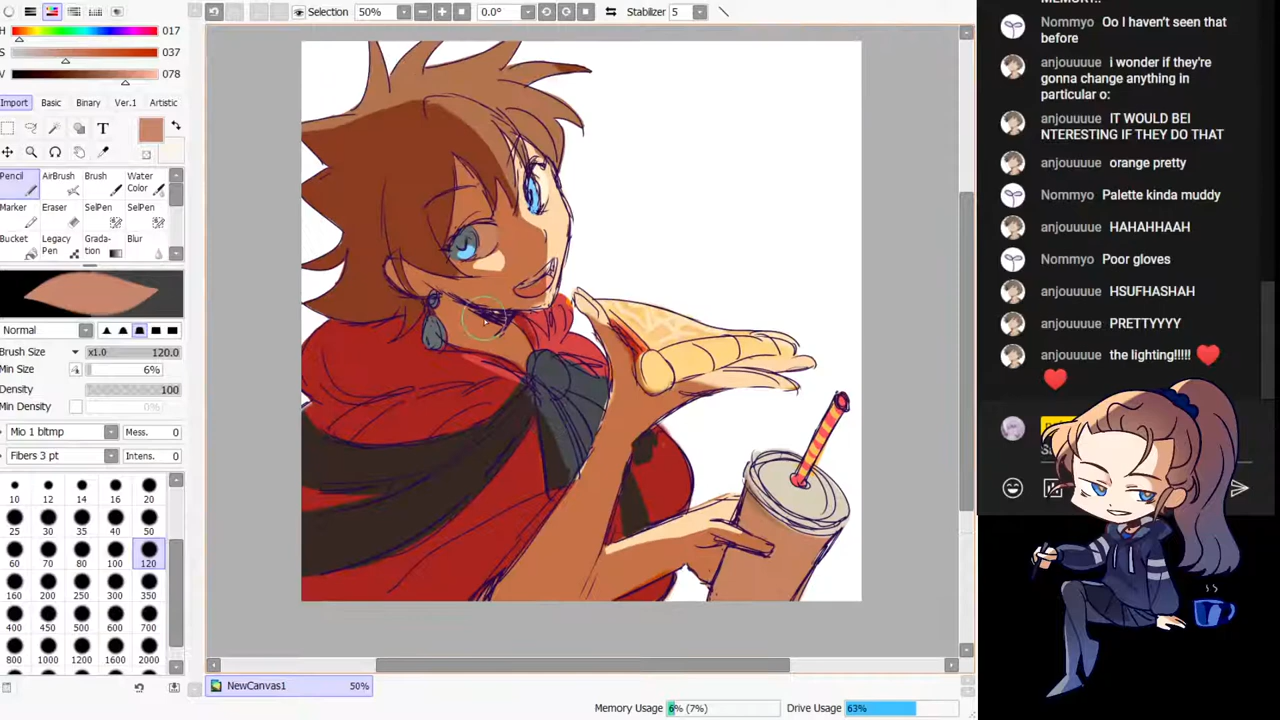 Selection 50% 0.0° Stabilizer 5
H 017
S 037
V 078
Import Basic Binary Ver.1 Artistic
T
Pencil AirBrush Brush Water Color
Marker Eraser SelPen SelPen
Bucket Legacy Pen Grada-tion Blur
Normal
Brush Size x1.0 120.0
Min Size 6%
Density 100
Min Density 0%
Mio 1 bltmp Mess. 0
Fibers 3 pt Intens. 0
10 12 14 16 20
25 30 35 40 50
60 70 80 100 120
160 200 250 300 350
400 450 500 600 700
800 1000 1200 1600 2000
NewCanvas1 50%
Memory Usage 6% (7%) Drive Usage 63%
Nommyo Oo I haven't seen that
before
anjouuuue i wonder if they're
gonna change anything in
particular o:
anjouuuue IT WOULD BEI
NTERESTING IF THEY DO THAT
anjouuuue orange pretty
Nommyo Palette kinda muddy
anjouuuue HAHAHHAAH
Nommyo Poor gloves
anjouuuue HSUFHASHAH
anjouuuue PRETTYYYY
anjouuuue the lighting!!!!!